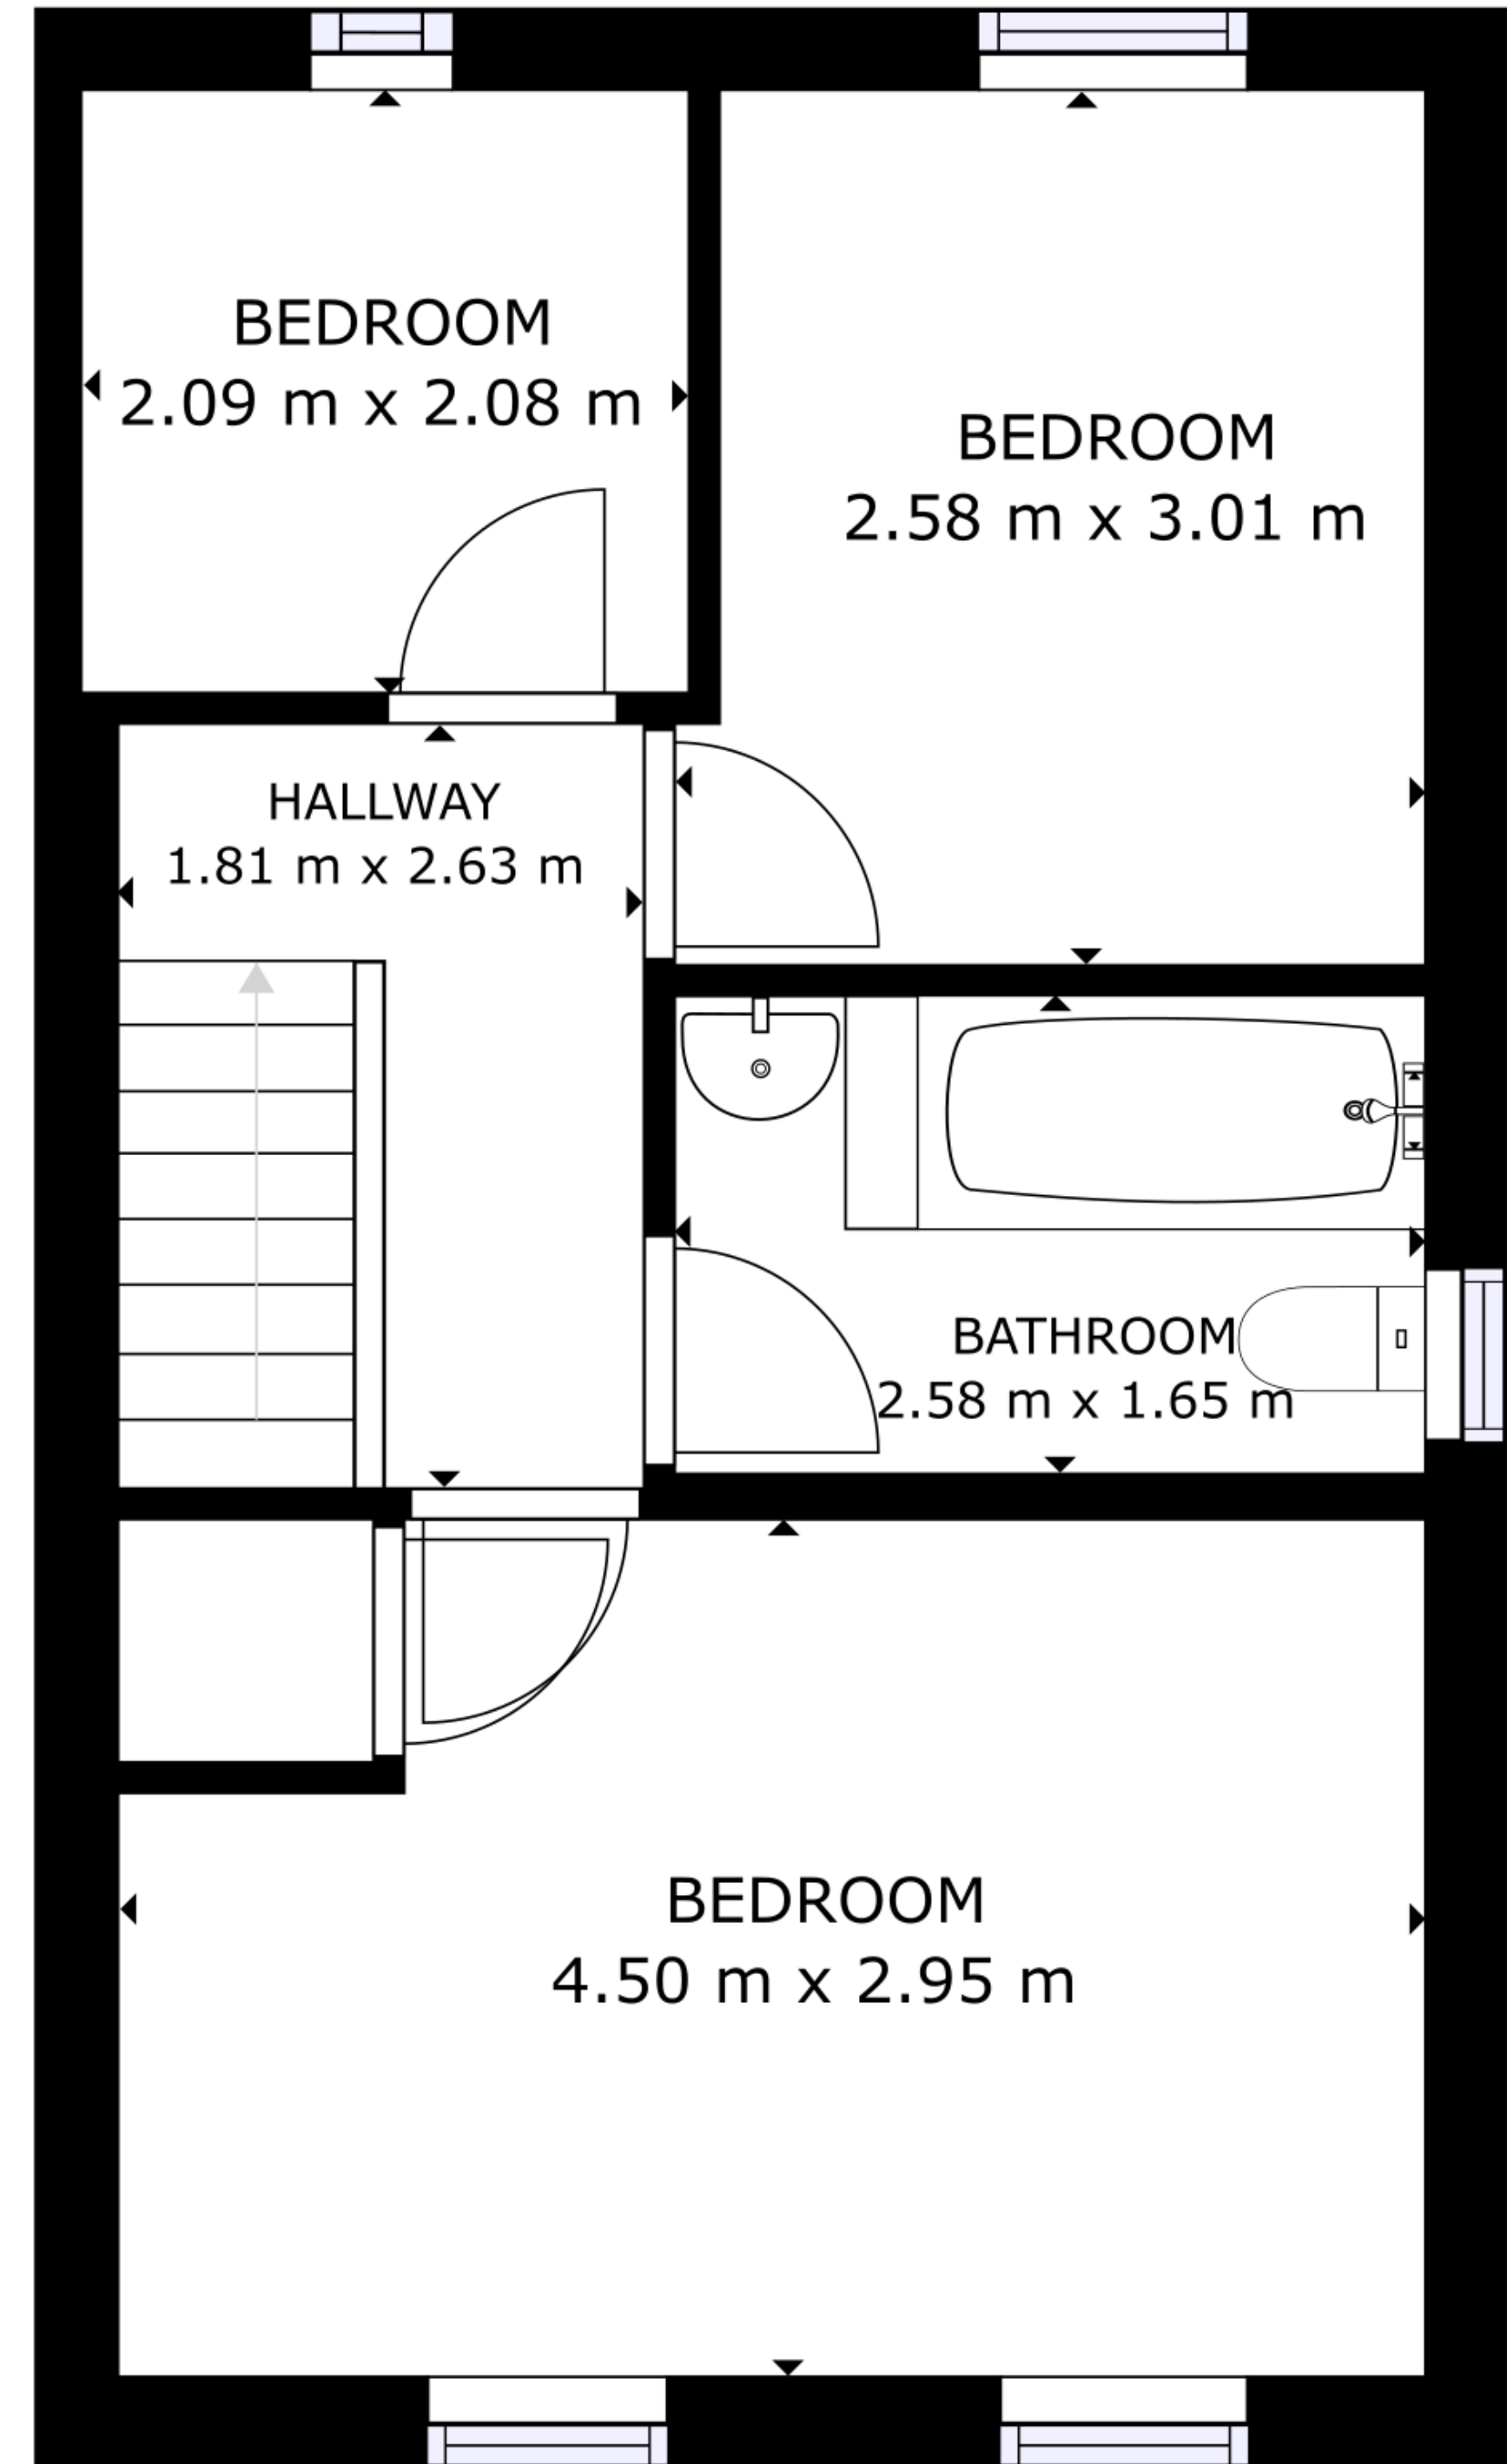 BEDROOM
2.09 m x 2.08 m
BEDROOM
2.58 m x 3.01 m
HALLWAY
1.81 m x 2.63 m
BATHROOM
2.58 m x 1.65 m
BEDROOM
4.50 m x 2.95 m